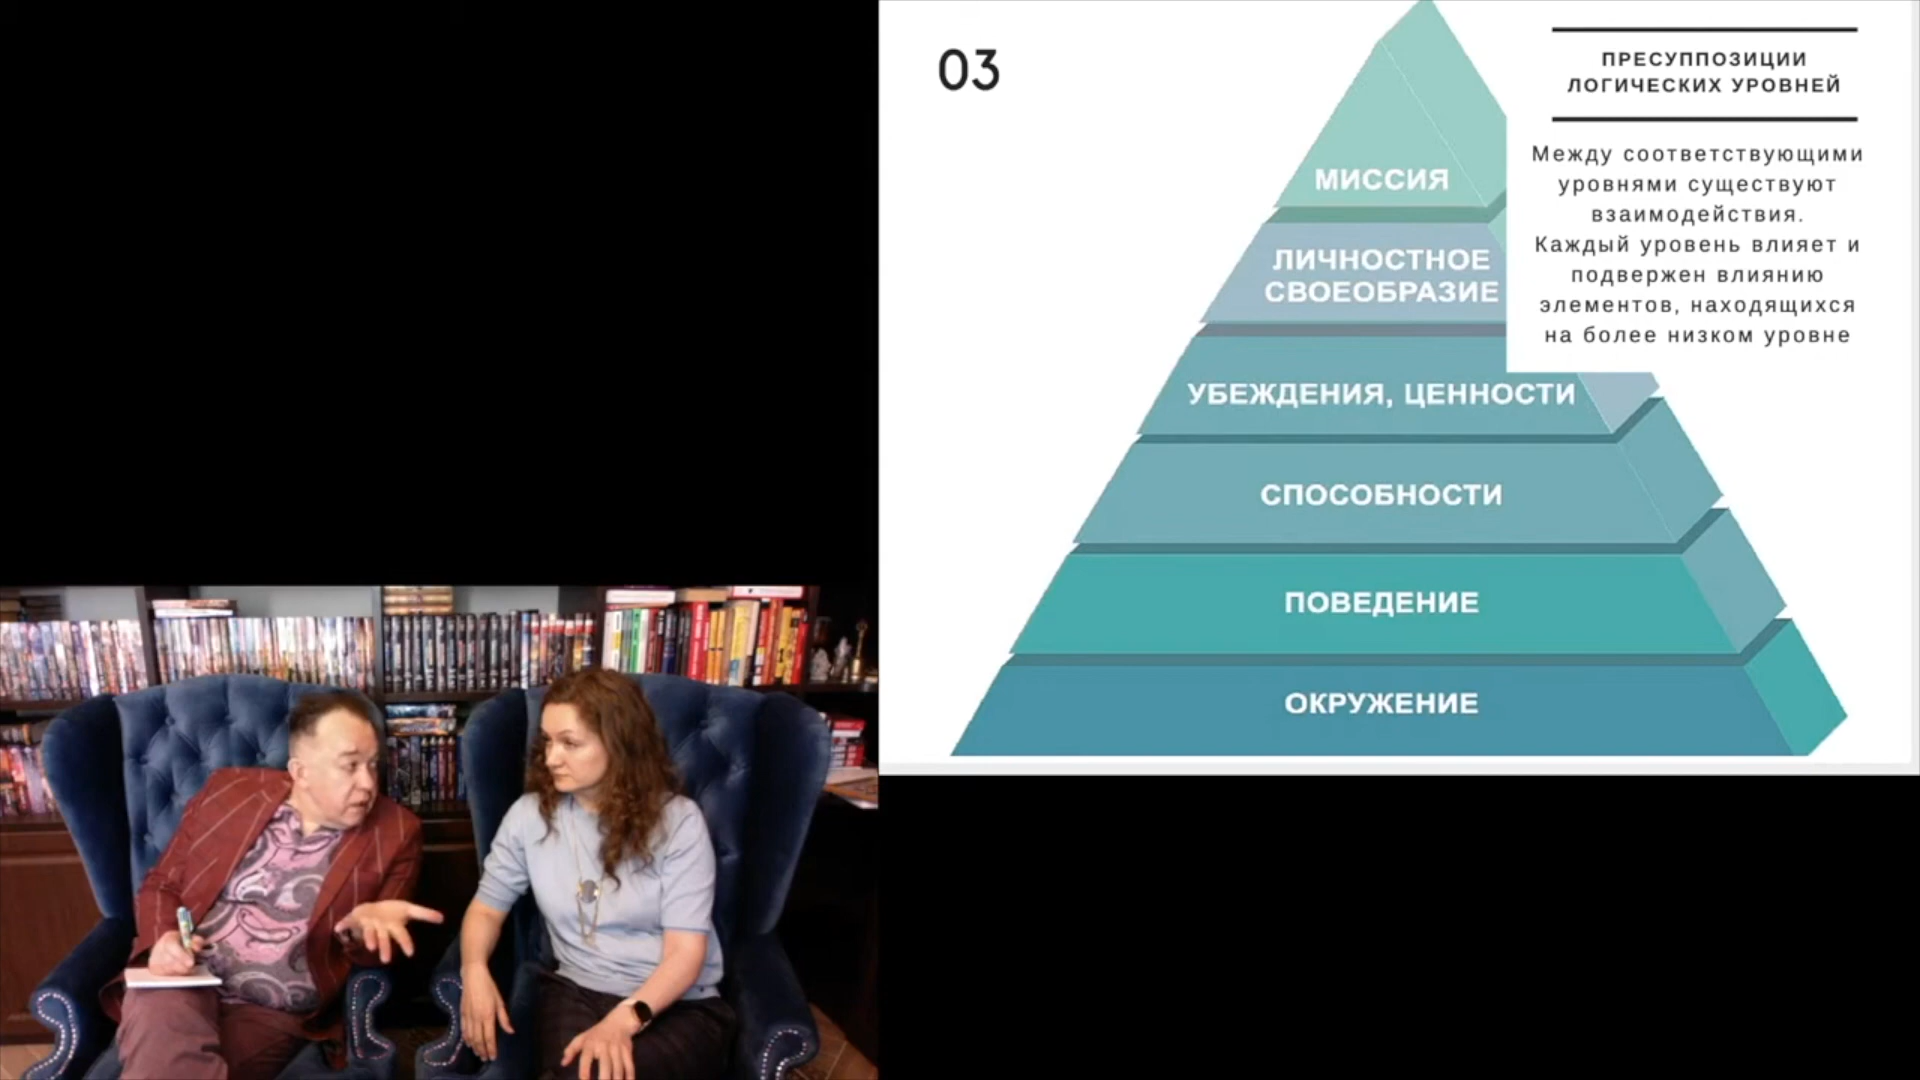 03
ПРЕСУППОЗИЦИИ
ЛОГИЧЕСКИХ УРОВНЕЙ
Между соответствующими
уровнями существуют
взаимодействия.
Каждый уровень влияет и
подвержен влиянию
элементов, находящихся
на более низком уровне
МИССИЯ
ЛИЧНОСТНОЕ
СВОЕОБРАЗИЕ
УБЕЖДЕНИЯ, ЦЕННОСТИ
СПОСОБНОСТИ
ПОВЕДЕНИЕ
ОКРУЖЕНИЕ